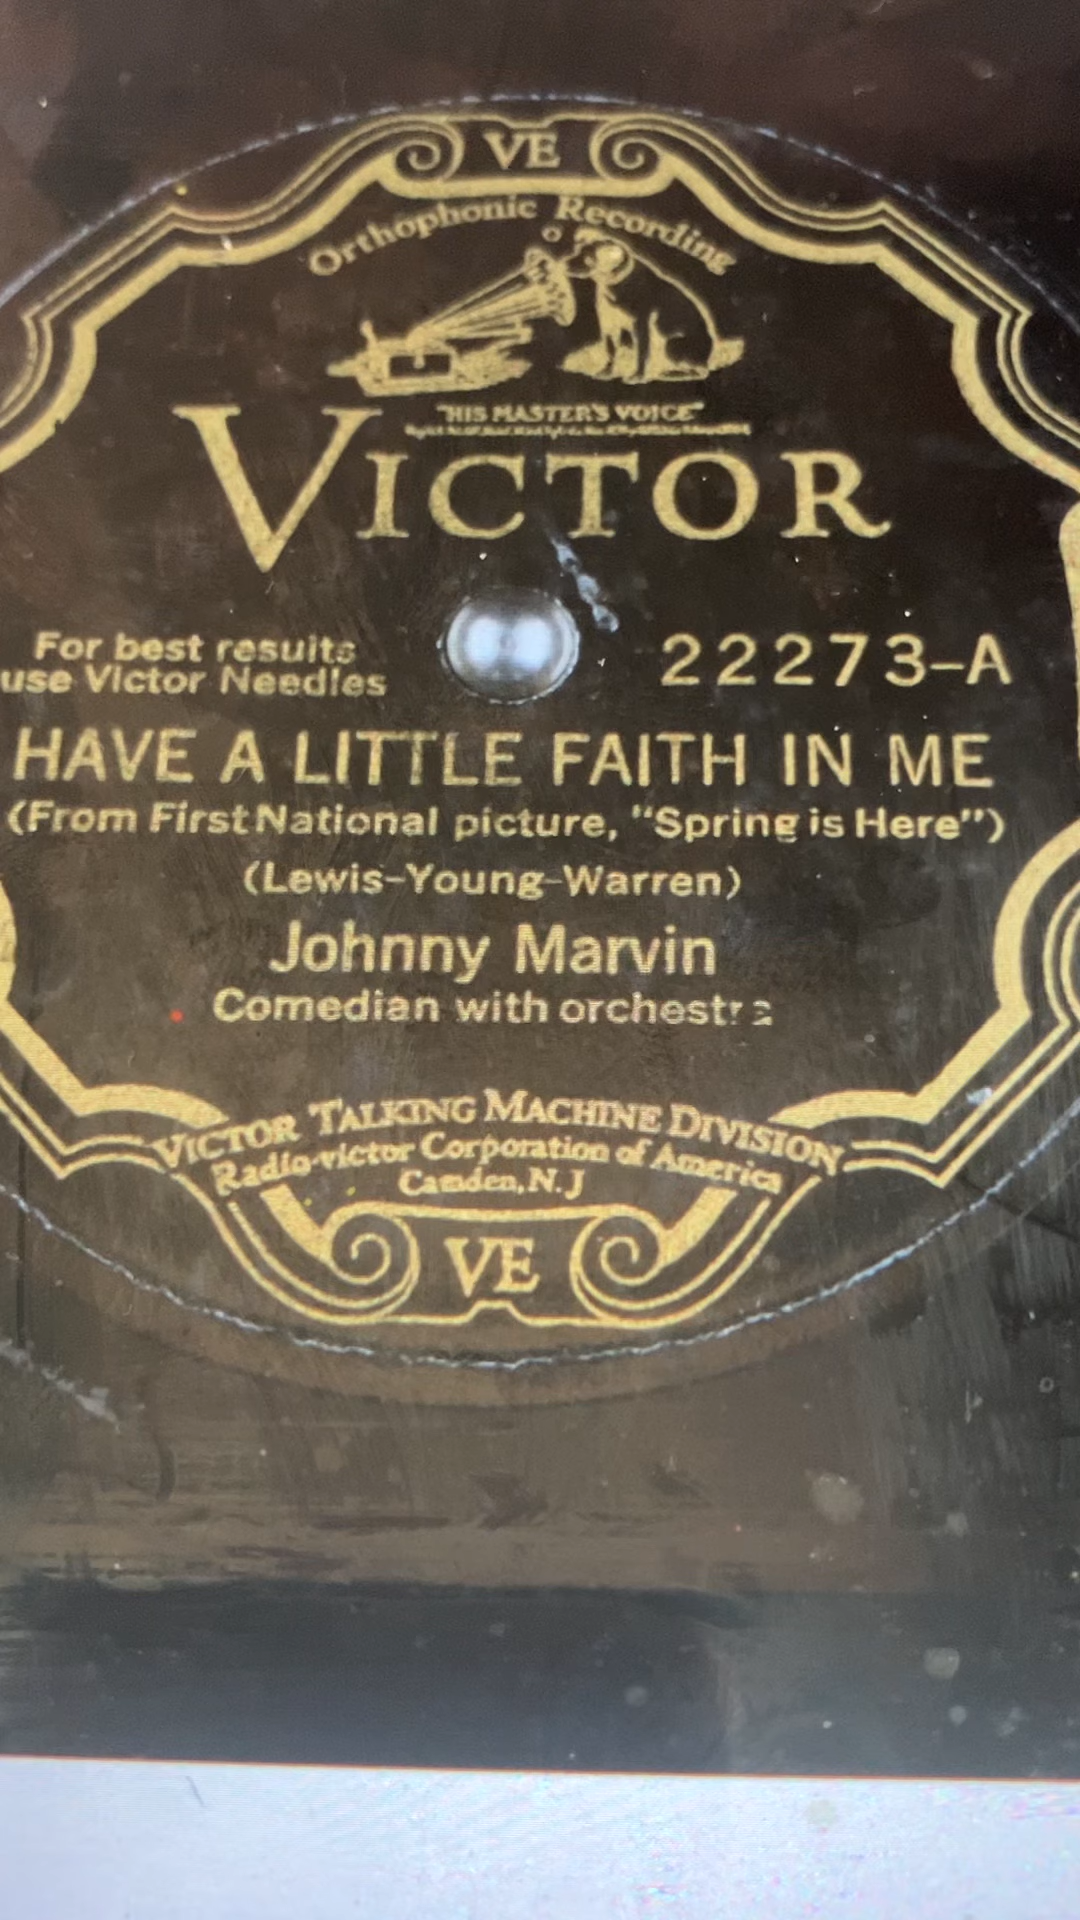 VE
Orthophonic Recording
"HIS MASTER'S VOICE"
VICTOR
For best results
use Victor Needles
22273-A
HAVE A LITTLE FAITH IN ME
(From First National picture, "Spring is Here")
(Lewis-Young-Warren)
Johnny Marvin
Comedian with orchestra
VICTOR TALKING MACHINE DIVISION
Radio-Victor Corporation of America
Camden, N.J
VE